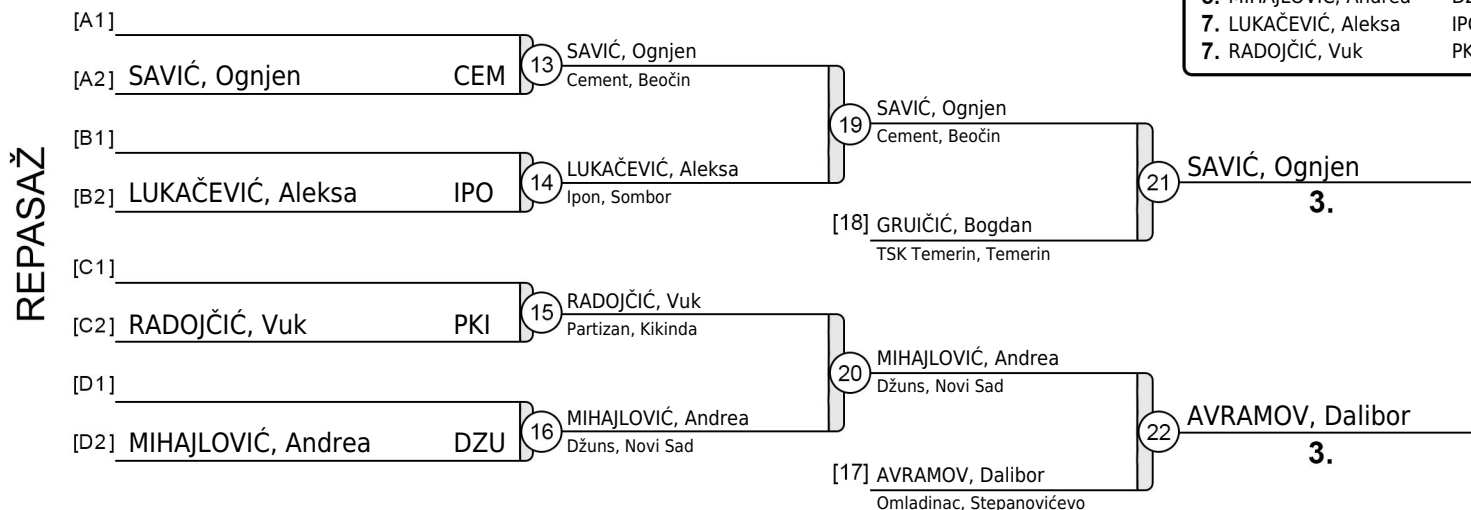 MIHAJLOVIĆ, Andrea
7. LUKAČEVIĆ, Aleksa IPO
7. RADOJČIĆ, Vuk
REPASAŽ
[A1]
[A2] SAVIĆ, Ognjen CEM
13
SAVIĆ, Ognjen
Cement, Beočin
[B1]
[B2] LUKAČEVIĆ, Aleksa IPO
14
LUKAČEVIĆ, Aleksa
Ipon, Sombor
19
SAVIĆ, Ognjen
Cement, Beočin
[18] GRUIČIĆ, Bogdan
TSK Temerin, Temerin
21
SAVIĆ, Ognjen
3.
[C1]
[C2] RADOJČIĆ, Vuk PKI
15
RADOJČIĆ, Vuk
Partizan, Kikinda
[D1]
[D2] MIHAJLOVIĆ, Andrea DZU
16
MIHAJLOVIĆ, Andrea
Džuns, Novi Sad
20
MIHAJLOVIĆ, Andrea
Džuns, Novi Sad
[17] AVRAMOV, Dalibor
Omladinac, Stepanovićevo
22
AVRAMOV, Dalibor
3.